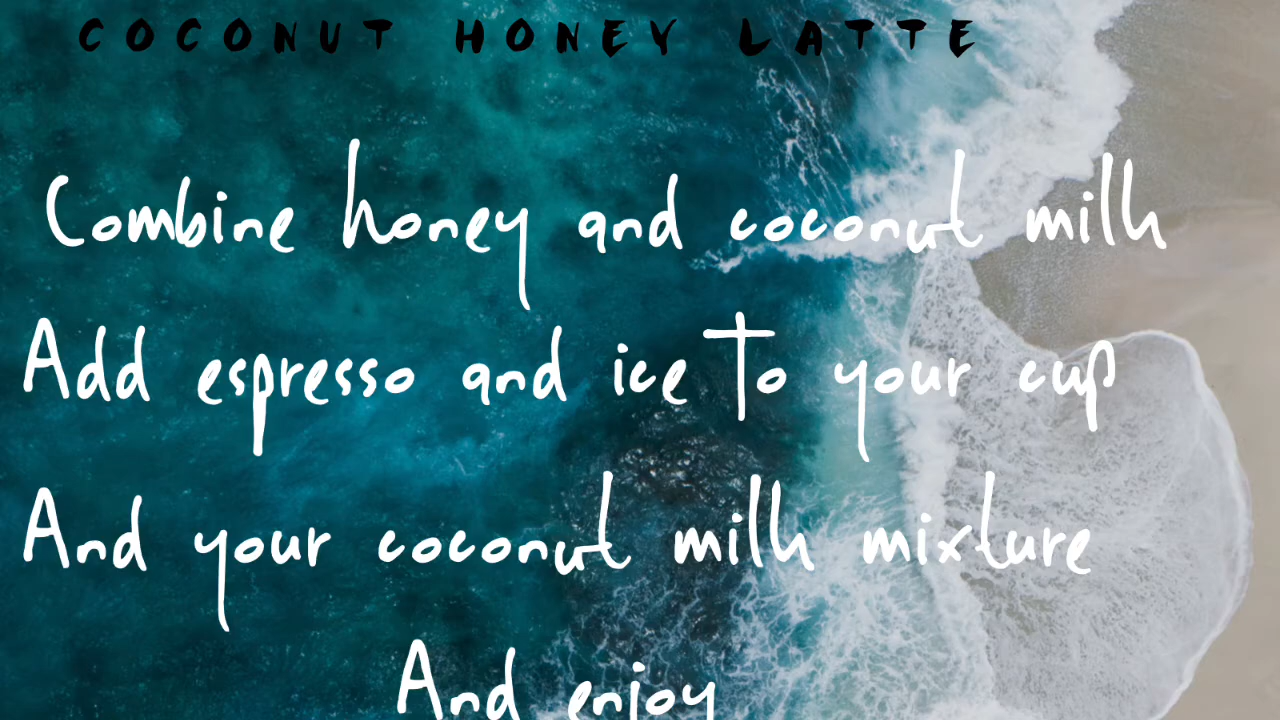 COCONUT HONEY LATTE
Combine honey and coconut milk
Add espresso and ice to your cup
And your coconut milk mixture
And enjoy